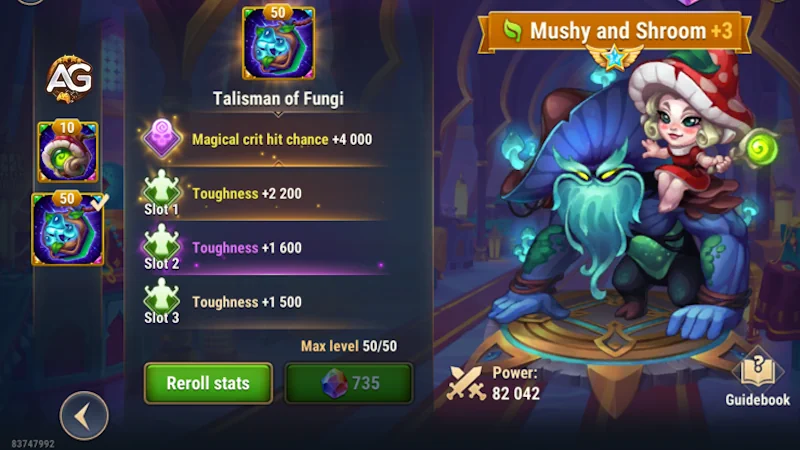 50
Mushy and Shroom +3
AG
Talisman of Fungi
10
Magical crit hit chance +4 000
50
Toughness +2 200
Slot 1
Toughness +1 600
Slot 2
Toughness +1 500
Slot 3
Max level 50/50
Reroll stats
735
Power:
82 042
?
Guidebook
83747992